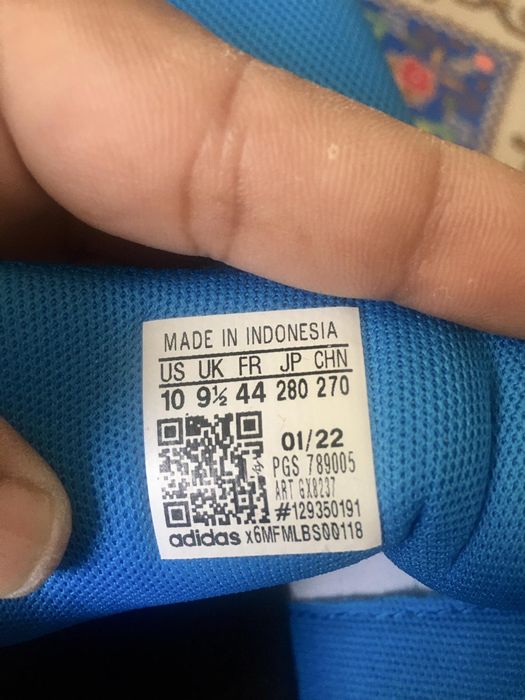 MADE IN INDONESIA
US UK FR JP CHN
10 9½ 44 280 270
01/22
PGS 789005
ART GX8237
#129350191
adidas x6MFMLBS00118